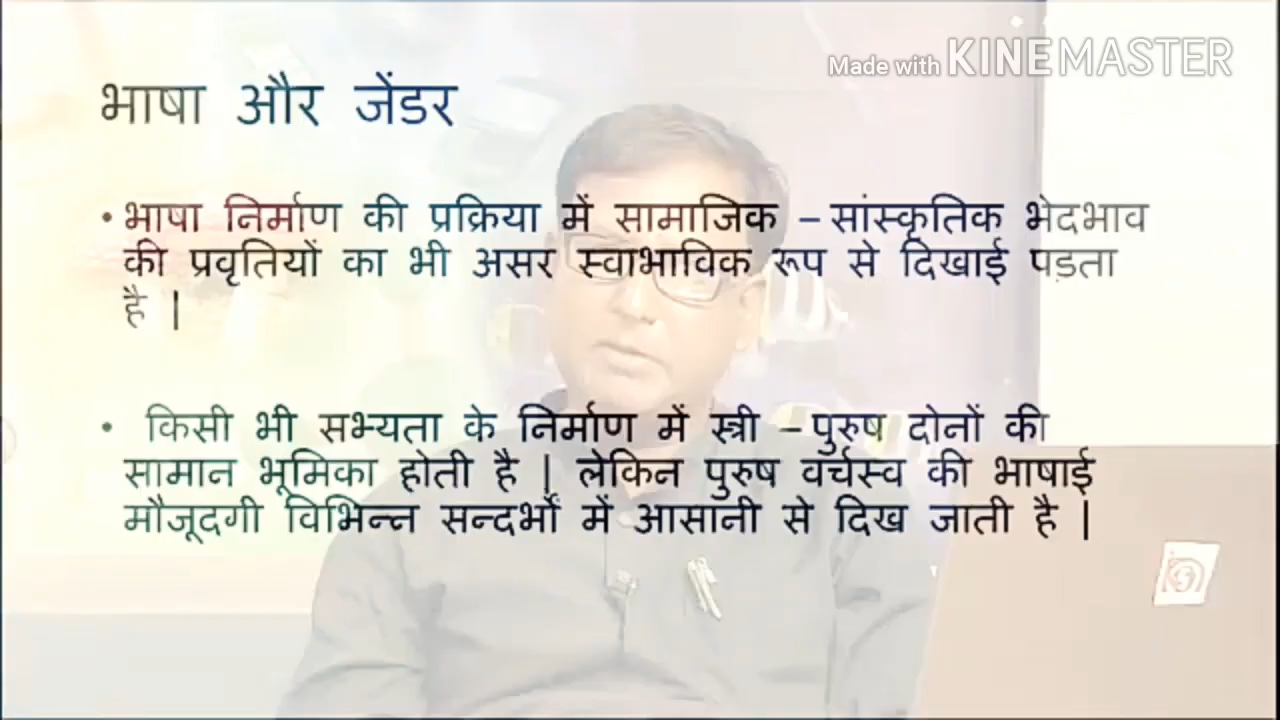 Made with KINEMASTER
भाषा और जेंडर
• भाषा निर्माण की प्रक्रिया में सामाजिक – सांस्कृतिक भेदभाव
की प्रवृतियों का भी असर स्वाभाविक रूप से दिखाई पड़ता
है |
• किसी भी सभ्यता के निर्माण में स्त्री – पुरुष दोनों की
सामान भूमिका होती है | लेकिन पुरुष वर्चस्व की भाषाई
मौजूदगी विभिन्न सन्दर्भों में आसानी से दिख जाती है |